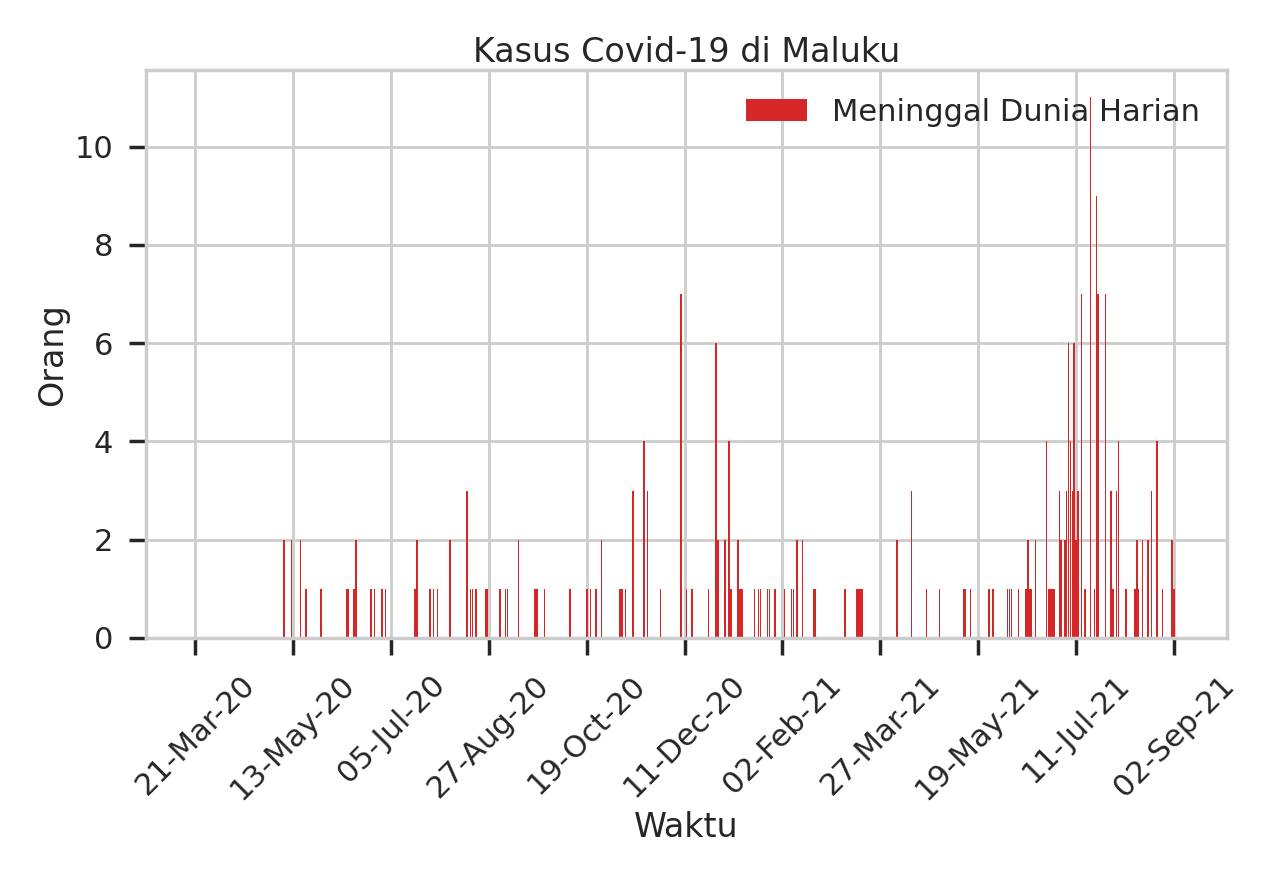 Kasus Covid-19 di Maluku
Meninggal Dunia Harian
Orang
10
8
6
4
2
0
21-Mar-20
13-May-20
05-Jul-20
27-Aug-20
19-Oct-20
11-Dec-20
02-Feb-21
27-Mar-21
19-May-21
11-Jul-21
02-Sep-21
Waktu